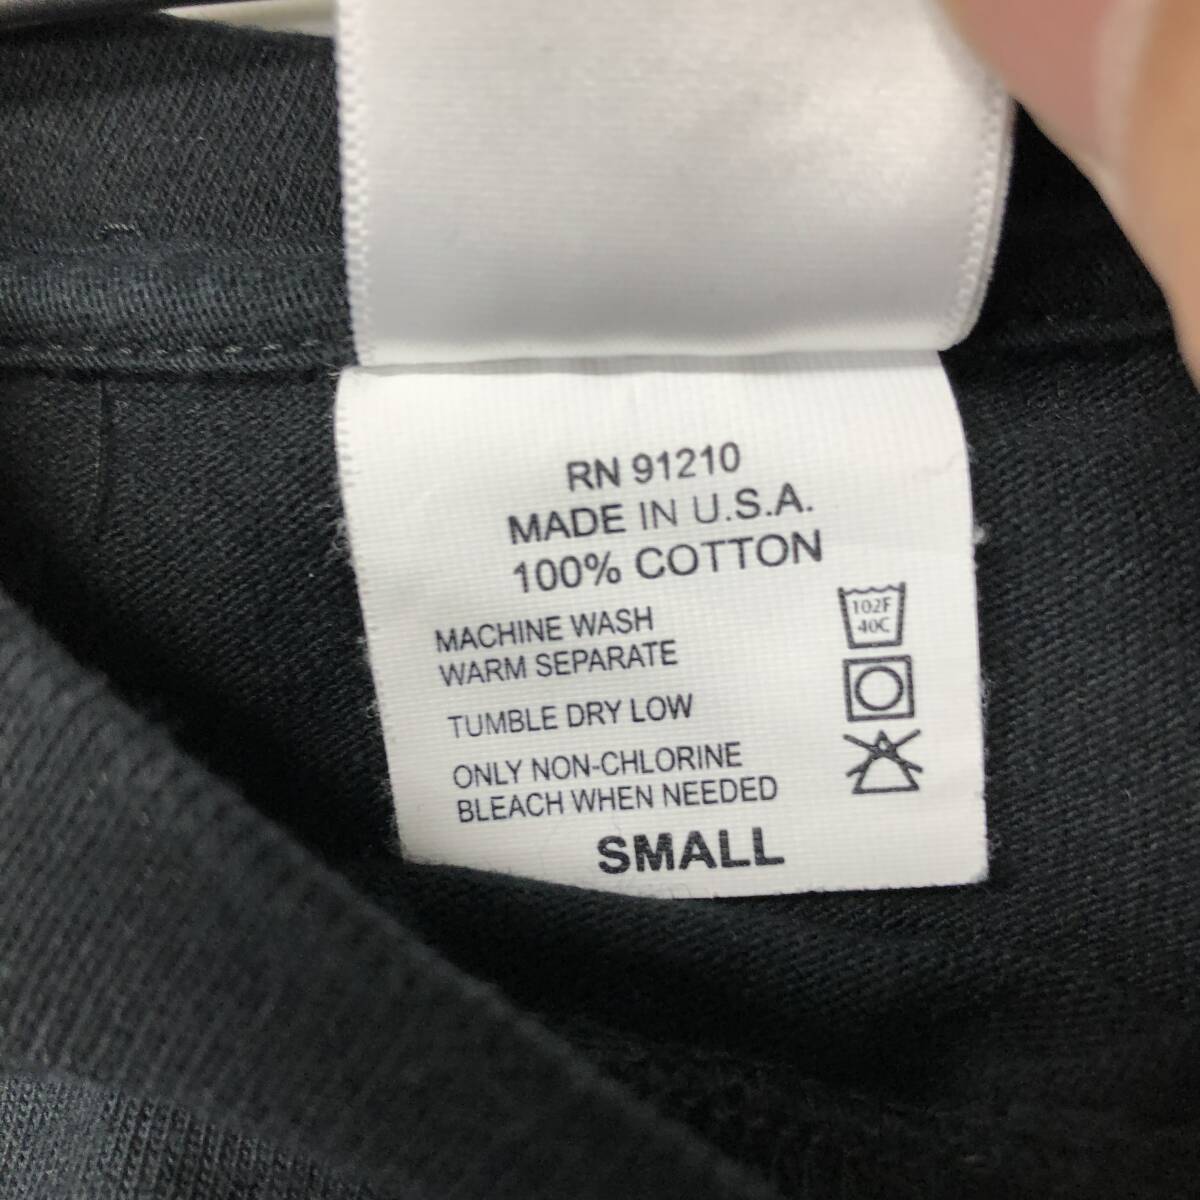 RN 91210
MADE IN U.S.A.
100% COTTON
MACHINE WASH
WARM SEPARATE
102F
40C
TUMBLE DRY LOW
ONLY NON-CHLORINE
BLEACH WHEN NEEDED
SMALL